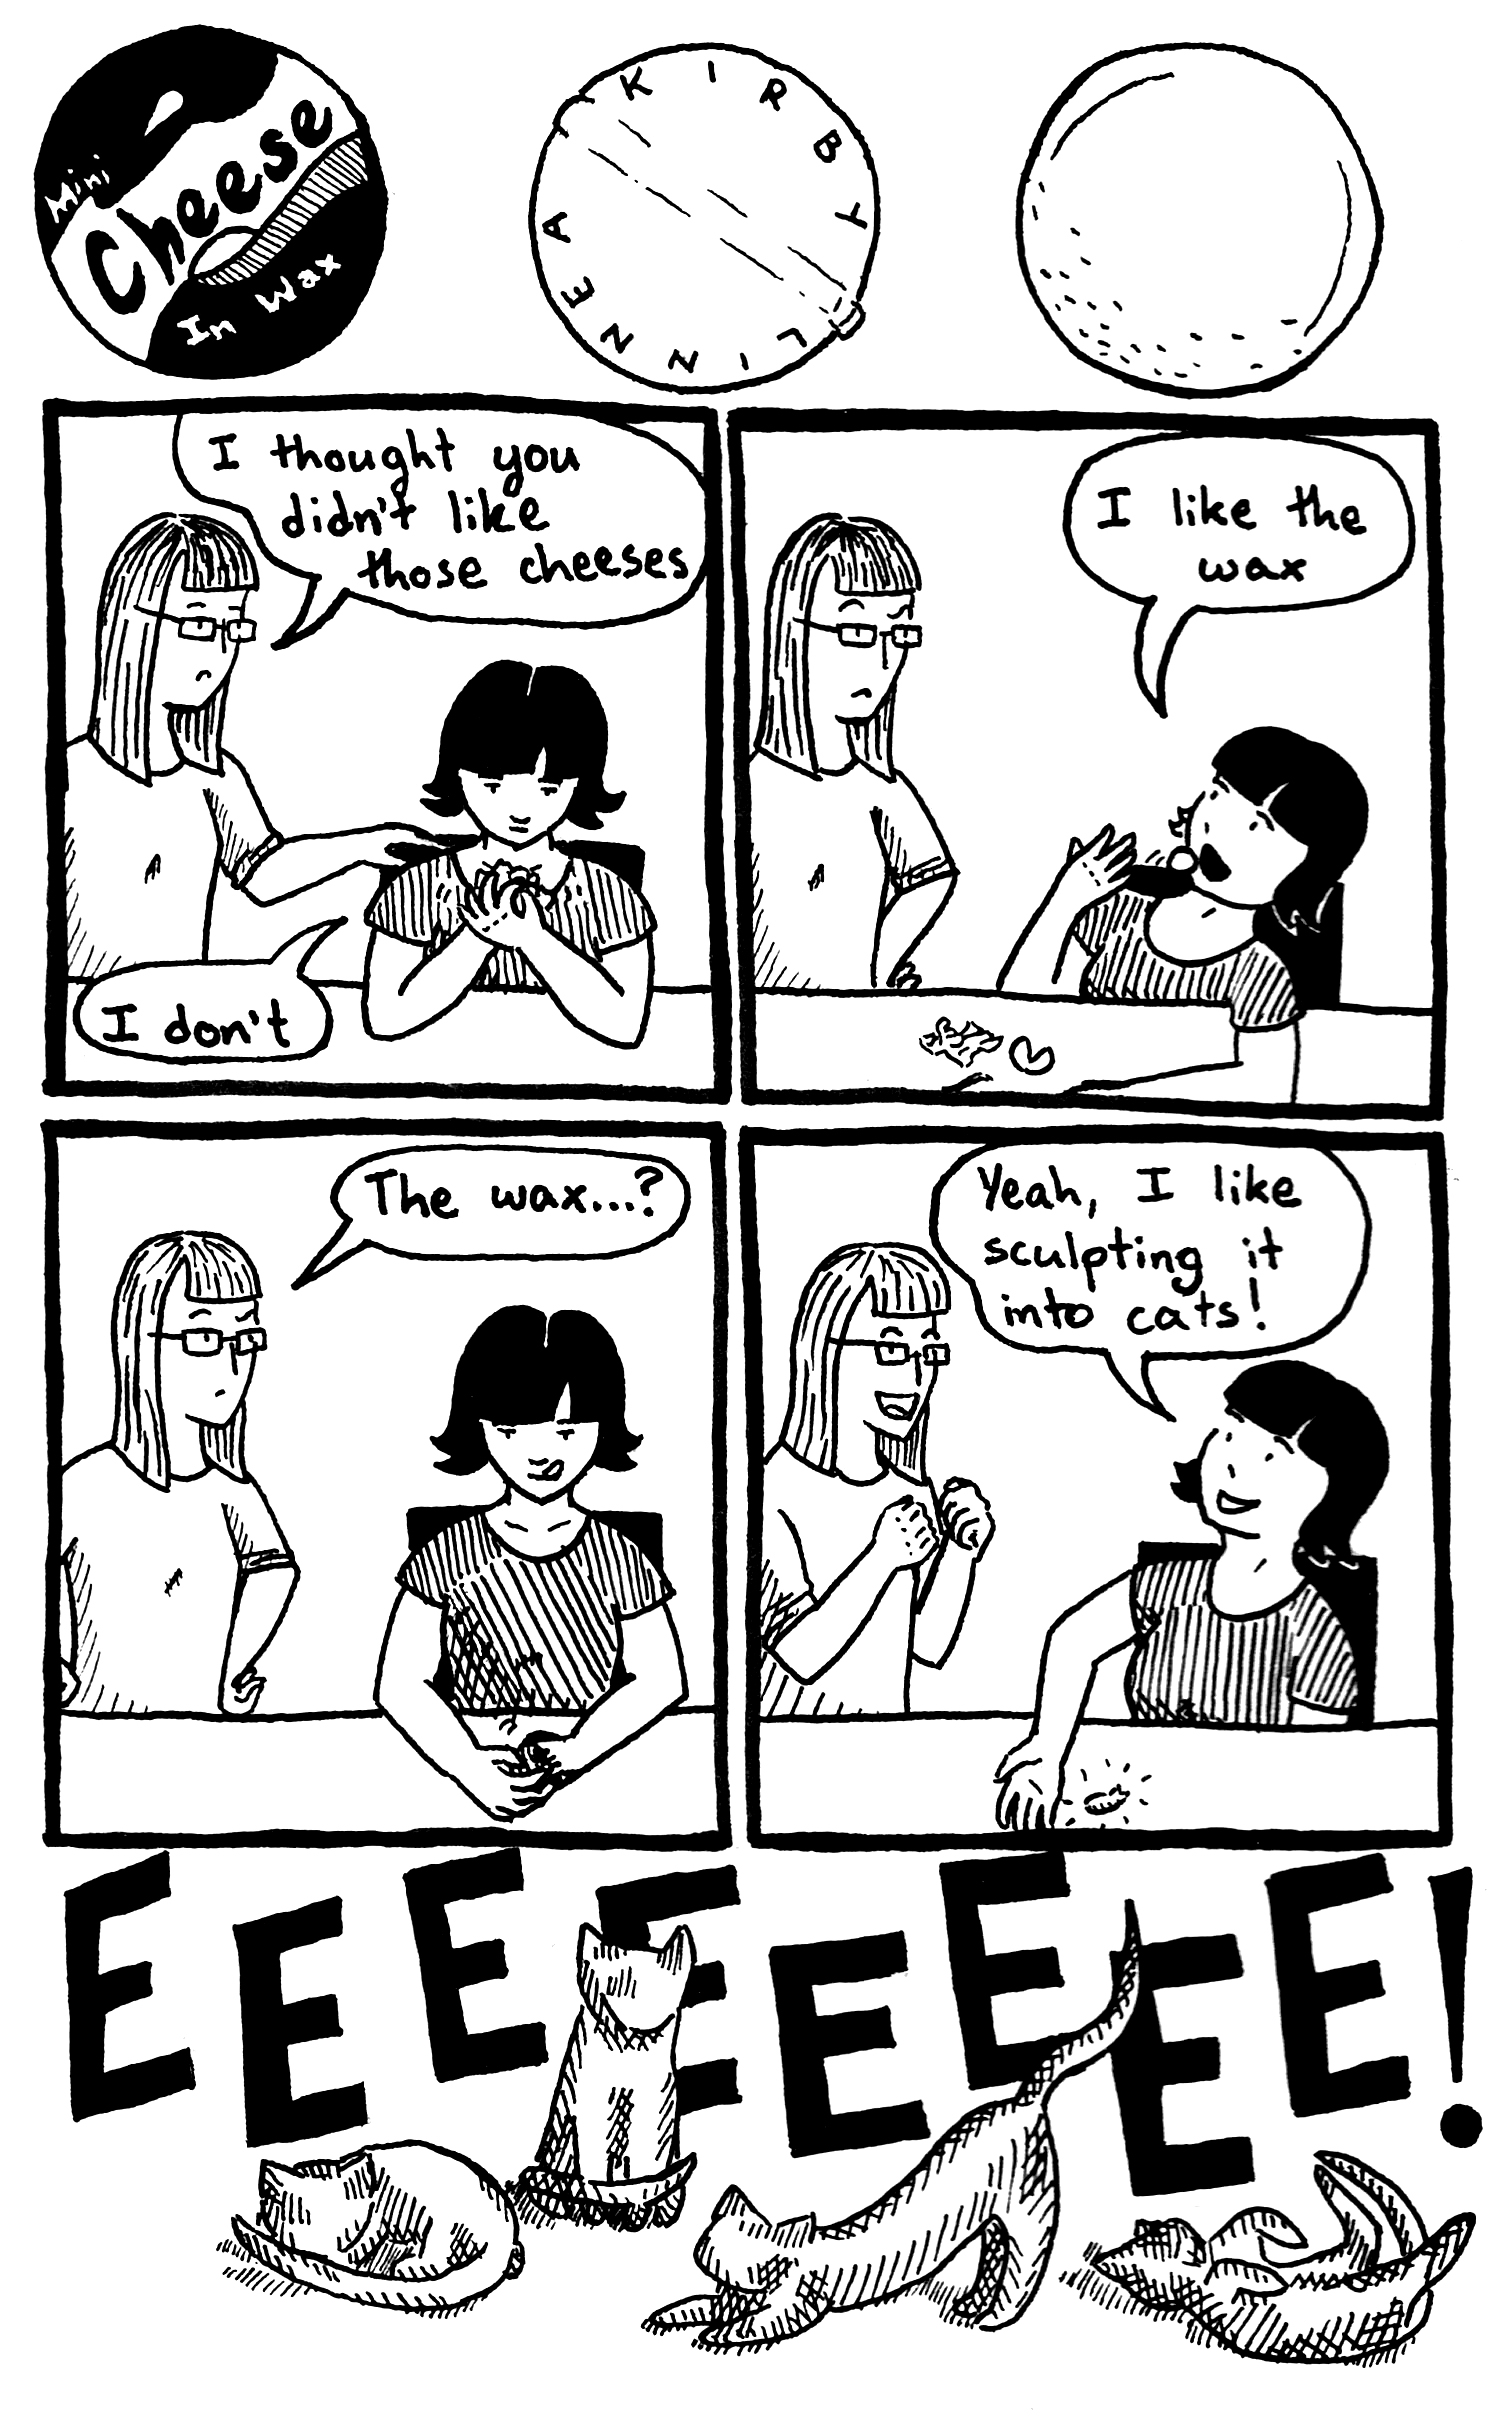 Mini
Cheese
In Wax
KIRBY
LINNEA
I thought you
didn't like
those cheeses
I don't
I like the
wax
The wax...?
Yeah, I like
sculpting it
into cats!
EEEEEEEE!